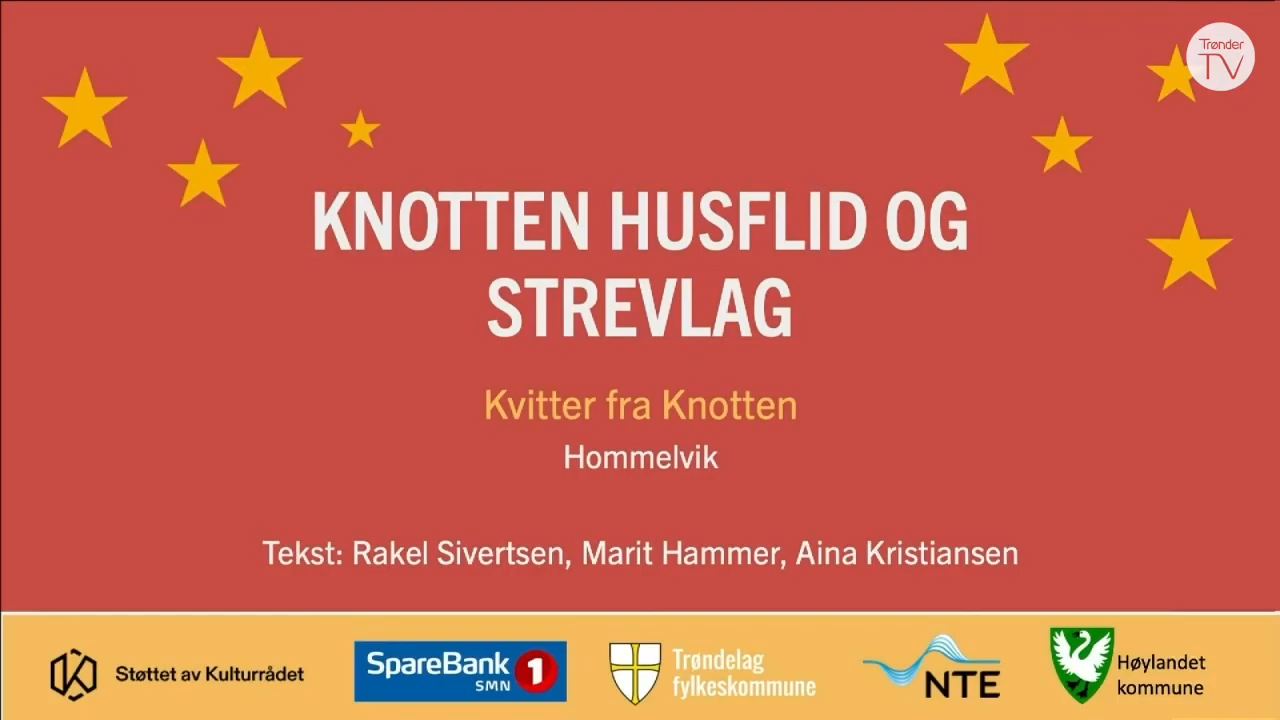 Trønder
TV
KNOTTEN HUSFLID OG
STREVLAG
Kvitter fra Knotten
Hommelvik
Tekst: Rakel Sivertsen, Marit Hammer, Aina Kristiansen
Støttet av Kulturrådet
SpareBank 1
SMN
Trøndelag
fylkeskommune
NTE
Høylandet
kommune